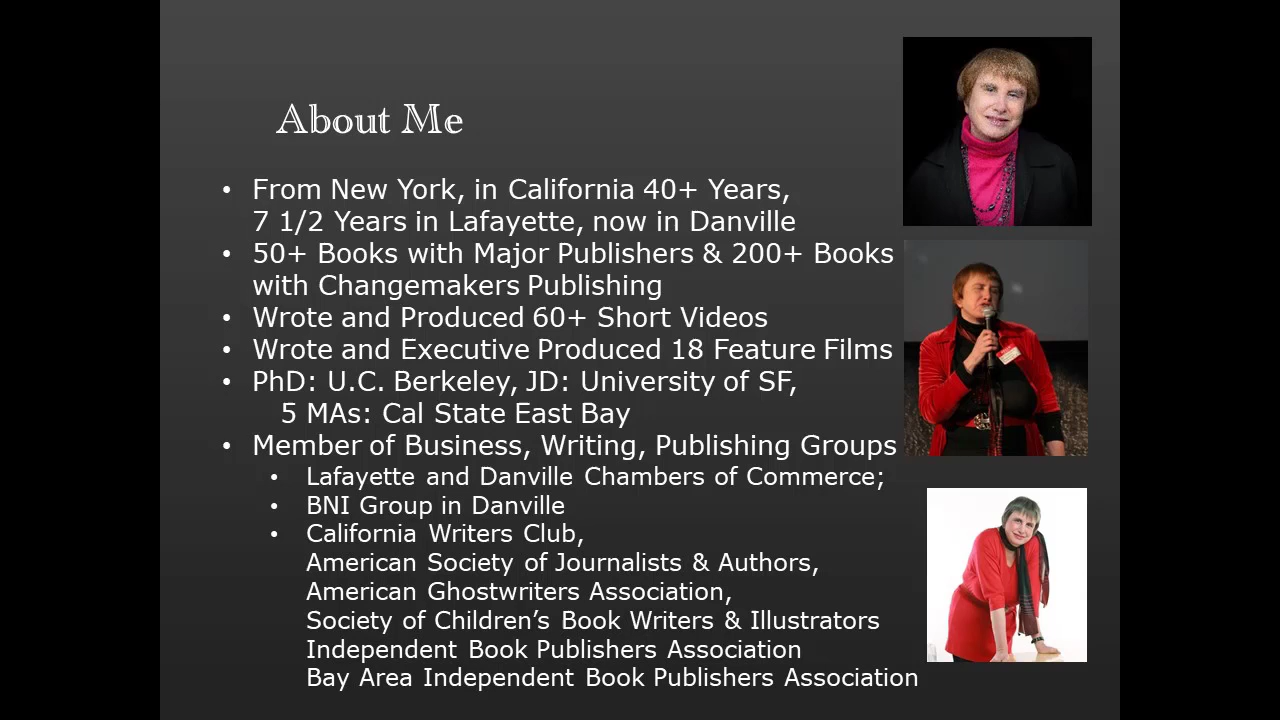 About Me
• From New York, in California 40+ Years,
7 1/2 Years in Lafayette, now in Danville
• 50+ Books with Major Publishers & 200+ Books
with Changemakers Publishing
• Wrote and Produced 60+ Short Videos
• Wrote and Executive Produced 18 Feature Films
• PhD: U.C. Berkeley, JD: University of SF,
5 MAs: Cal State East Bay
• Member of Business, Writing, Publishing Groups
• Lafayette and Danville Chambers of Commerce;
• BNI Group in Danville
• California Writers Club,
American Society of Journalists & Authors,
American Ghostwriters Association,
Society of Children’s Book Writers & Illustrators
Independent Book Publishers Association
Bay Area Independent Book Publishers Association